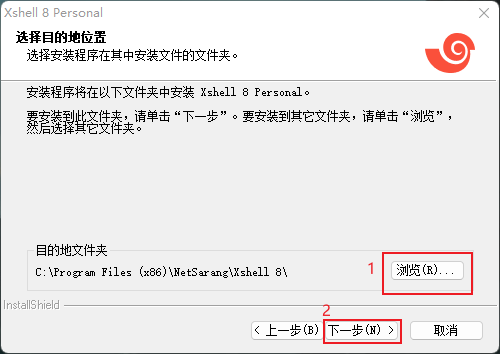 Xshell 8 Personal
选择目的地位置
选择安装程序在其中安装文件的文件夹。
安装程序将在以下文件夹中安装 Xshell 8 Personal。
要安装到此文件夹，请单击“下一步”。要安装到其它文件夹，请单击“浏览”，
然后选择其它文件夹。
目的地文件夹
C:\Program Files (x86)\NetSarang\Xshell 8\
1
浏览(R)...
InstallShield
2
< 上一步(B)
下一步(N) >
取消